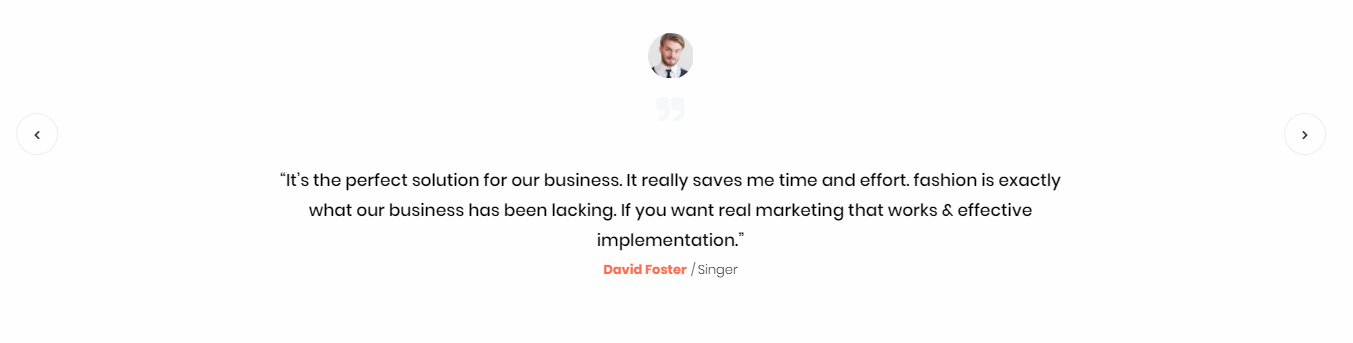 “It’s the perfect solution for our business. It really saves me time and effort. fashion is exactly
what our business has been lacking. If you want real marketing that works & effective
implementation.”
David Foster / Singer